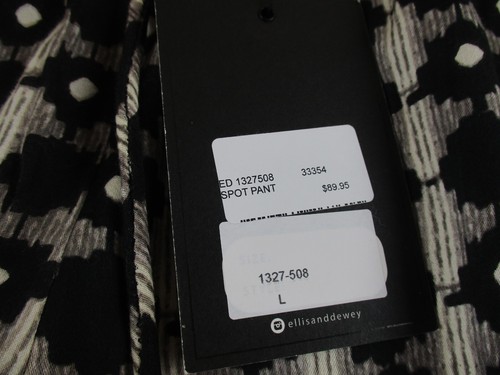 ED 1327508 33354
SPOT PANT $89.95
1327-508
L
ellisanddewey